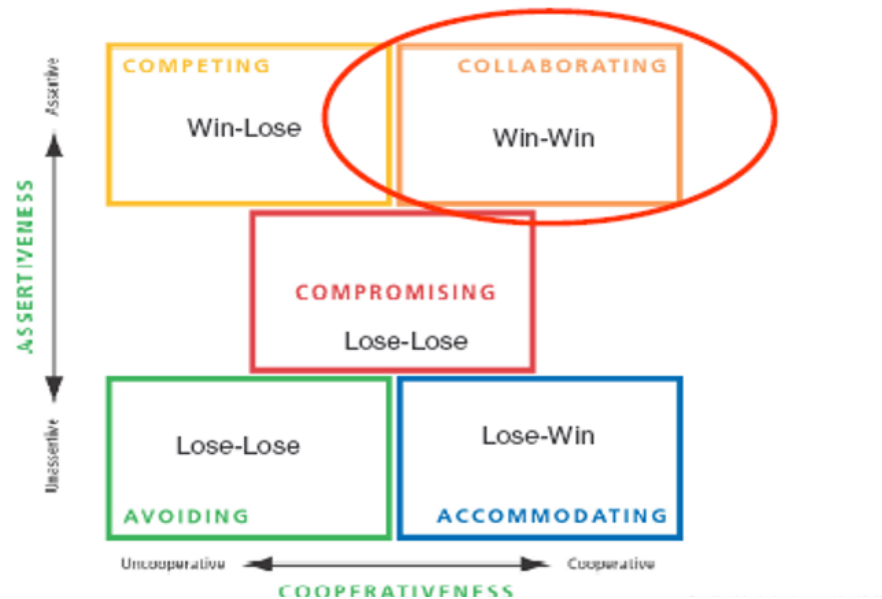 Assertive
COMPETING
COLLABORATING
Win-Lose
Win-Win
ASSERTIVENESS
COMPROMISING
Lose-Lose
Unassertive
Lose-Lose
Lose-Win
AVOIDING
ACCOMMODATING
Uncooperative
Cooperative
COOPERATIVENESS